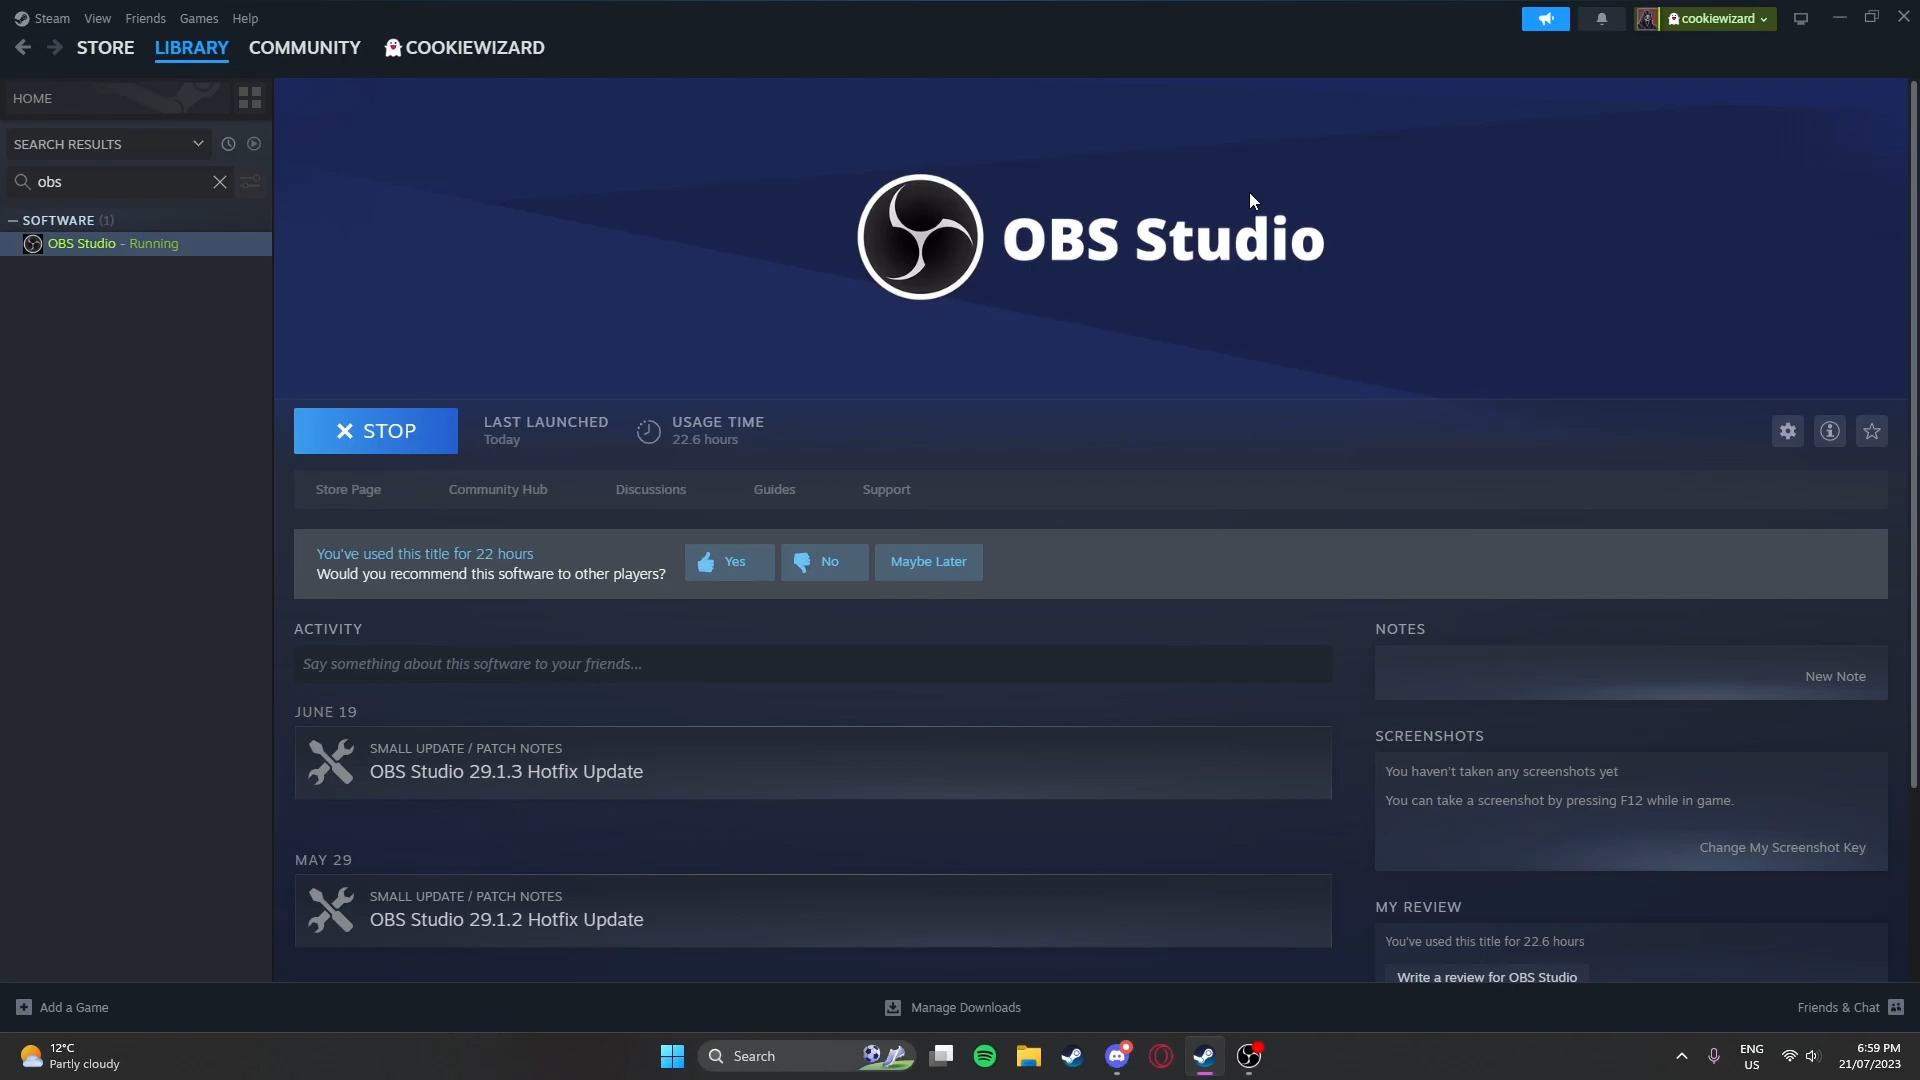 Steam View Friends Games Help
cookiewizard
STORE LIBRARY COMMUNITY COOKIEWIZARD
HOME
SEARCH RESULTS
obs
SOFTWARE (1)
OBS Studio - Running
OBS Studio
STOP
LAST LAUNCHED
Today
USAGE TIME
22.6 hours
Store Page Community Hub Discussions Guides Support
You've used this title for 22 hours
Would you recommend this software to other players?
Yes No Maybe Later
ACTIVITY
Say something about this software to your friends...
JUNE 19
SMALL UPDATE / PATCH NOTES
OBS Studio 29.1.3 Hotfix Update
MAY 29
SMALL UPDATE / PATCH NOTES
OBS Studio 29.1.2 Hotfix Update
NOTES
New Note
SCREENSHOTS
You haven't taken any screenshots yet
You can take a screenshot by pressing F12 while in game.
Change My Screenshot Key
MY REVIEW
You've used this title for 22.6 hours
Write a review for OBS Studio
Add a Game Manage Downloads Friends & Chat
12°C
Partly cloudy
Search
ENG
US
6:59 PM
21/07/2023